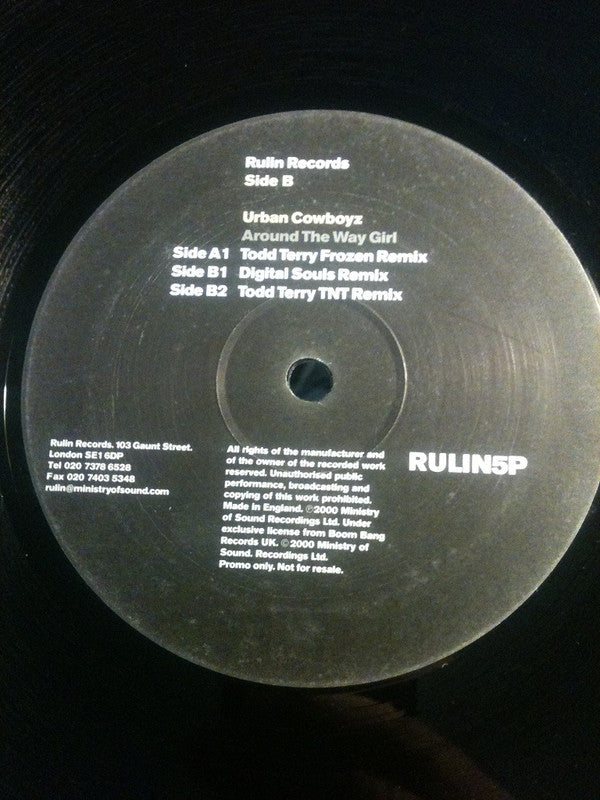 Rulin Records
Side B
Urban Cowboyz
Around The Way Girl
Side A1 Todd Terry Frozen Remix
Side B1 Digital Souls Remix
Side B2 Todd Terry TNT Remix
Rulin Records. 103 Gaunt Street.
London SE1 6DP
Tel 020 7378 6528
Fax 020 7403 5348
rulin@ministryofsound.com
All rights of the manufacturer and
of the owner of the recorded work
reserved. Unauthorised public
performance, broadcasting and
copying of this work prohibited.
Made in England. ℗2000 Ministry
of Sound Recordings Ltd. Under
exclusive license from Boom Bang
Records UK. ©2000 Ministry of
Sound. Recordings Ltd.
Promo only. Not for resale.
RULIN5P